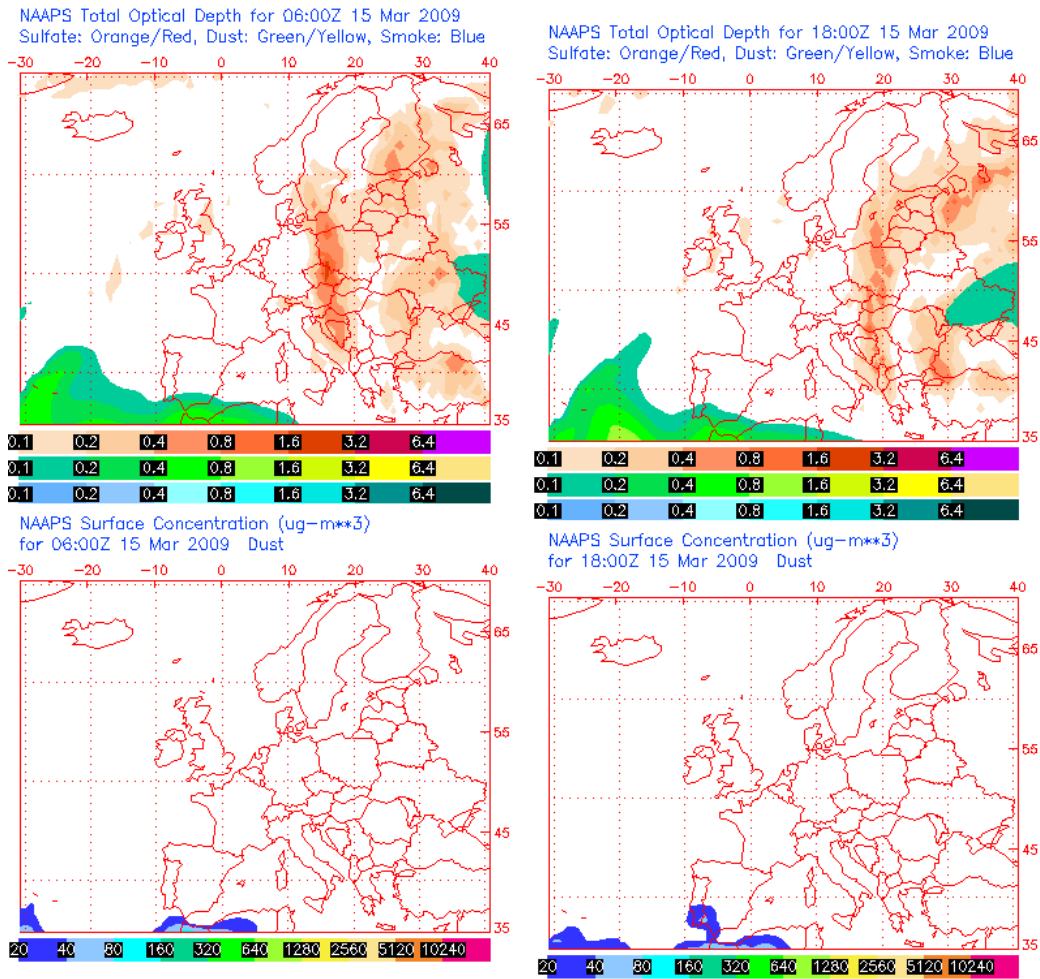 NAAPS Total Optical Depth for 06:00Z 15 Mar 2009
Sulfate: Orange/Red, Dust: Green/Yellow, Smoke: Blue
-30 -20 -10 0 10 20 30 40
65
55
45
35
0.1 0.2 0.4 0.8 1.6 3.2 6.4
0.1 0.2 0.4 0.8 1.6 3.2 6.4
0.1 0.2 0.4 0.8 1.6 3.2 6.4
NAAPS Total Optical Depth for 18:00Z 15 Mar 2009
Sulfate: Orange/Red, Dust: Green/Yellow, Smoke: Blue
-30 -20 -10 0 10 20 30 40
65
55
45
35
0.1 0.2 0.4 0.8 1.6 3.2 6.4
0.1 0.2 0.4 0.8 1.6 3.2 6.4
0.1 0.2 0.4 0.8 1.6 3.2 6.4
NAAPS Surface Concentration (ug-m**3)
for 06:00Z 15 Mar 2009 Dust
-30 -20 -10 0 10 20 30 40
65
55
45
35
20 40 80 160 320 640 1280 2560 5120 10240
NAAPS Surface Concentration (ug-m**3)
for 18:00Z 15 Mar 2009 Dust
-30 -20 -10 0 10 20 30 40
65
55
45
35
20 40 80 160 320 640 1280 2560 5120 10240